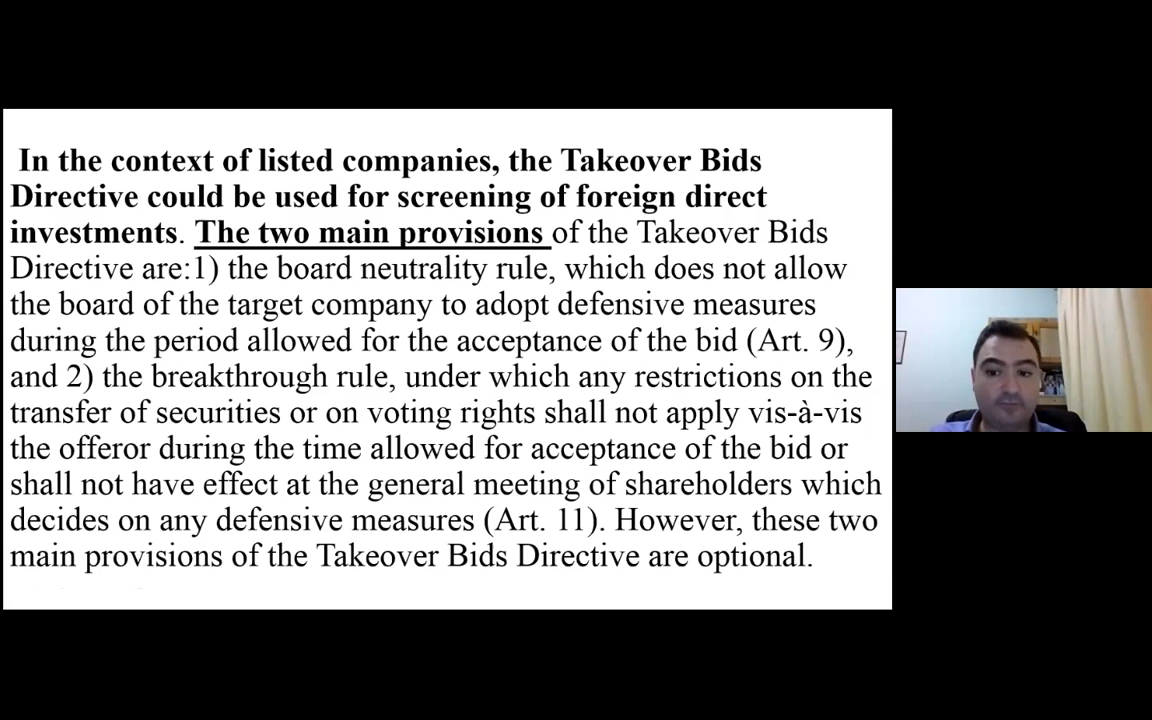 In the context of listed companies, the Takeover Bids
Directive could be used for screening of foreign direct
investments. The two main provisions of the Takeover Bids
Directive are:1) the board neutrality rule, which does not allow
the board of the target company to adopt defensive measures
during the period allowed for the acceptance of the bid (Art. 9),
and 2) the breakthrough rule, under which any restrictions on the
transfer of securities or on voting rights shall not apply vis-à-vis
the offeror during the time allowed for acceptance of the bid or
shall not have effect at the general meeting of shareholders which
decides on any defensive measures (Art. 11). However, these two
main provisions of the Takeover Bids Directive are optional.